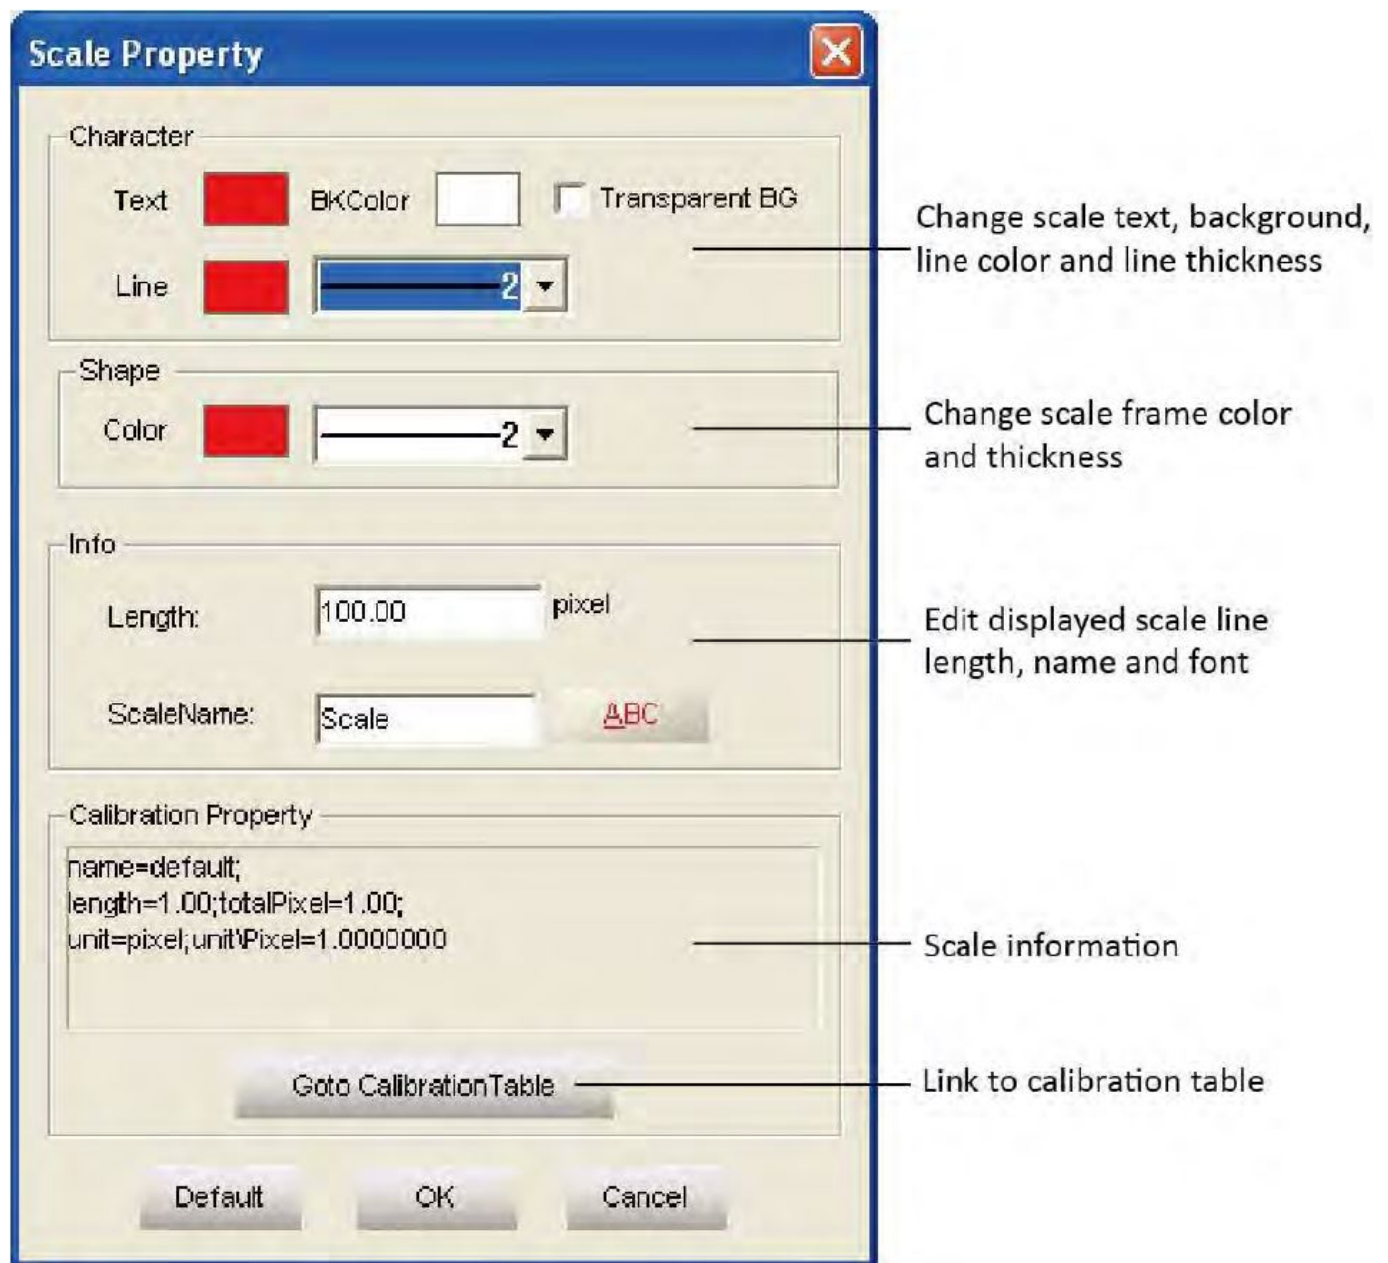 Scale Property
Character
Text BKColor Transparent BG
Line 2
Change scale text, background,
line color and line thickness
Shape
Color 2
Change scale frame color
and thickness
Info
Length: 100.00 pixel
ScaleName: Scale ABC
Edit displayed scale line
length, name and font
Calibration Property
name=default;
length=1.00;totalPixel=1.00;
unit=pixel;unit\Pixel=1.0000000
Scale information
Goto CalibrationTable
Link to calibration table
Default OK Cancel